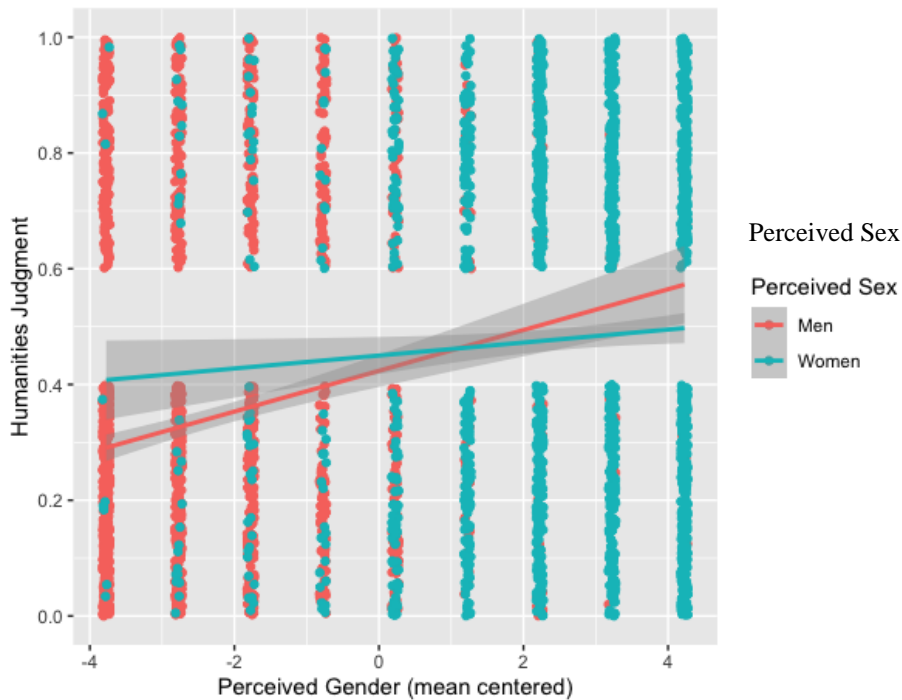 1.0
0.8
0.6
0.4
0.2
0.0
Humanities Judgment
-4
-2
0
2
4
Perceived Gender (mean centered)
Perceived Sex
Perceived Sex
Men
Women